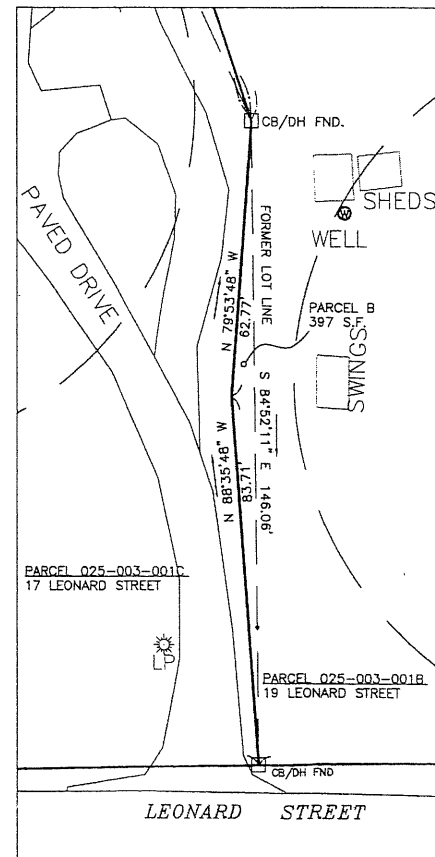 CB/DH FND.
SHEDS
WELL
W
PAVED DRIVE
FORMER LOT LINE
N 79°53'48" W
62.77'
PARCEL B
397 S.F.
SWINGS
S 84°52'11" E 146.06'
N 88°35'48" W
83.71'
PARCEL 025-003-001C
17 LEONARD STREET
LP
PARCEL 025-003-001B
19 LEONARD STREET
CB/DH FND
LEONARD STREET